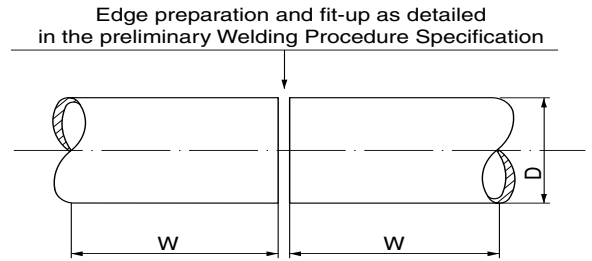 Edge preparation and fit-up as detailed
in the preliminary Welding Procedure Specification
D
W
W